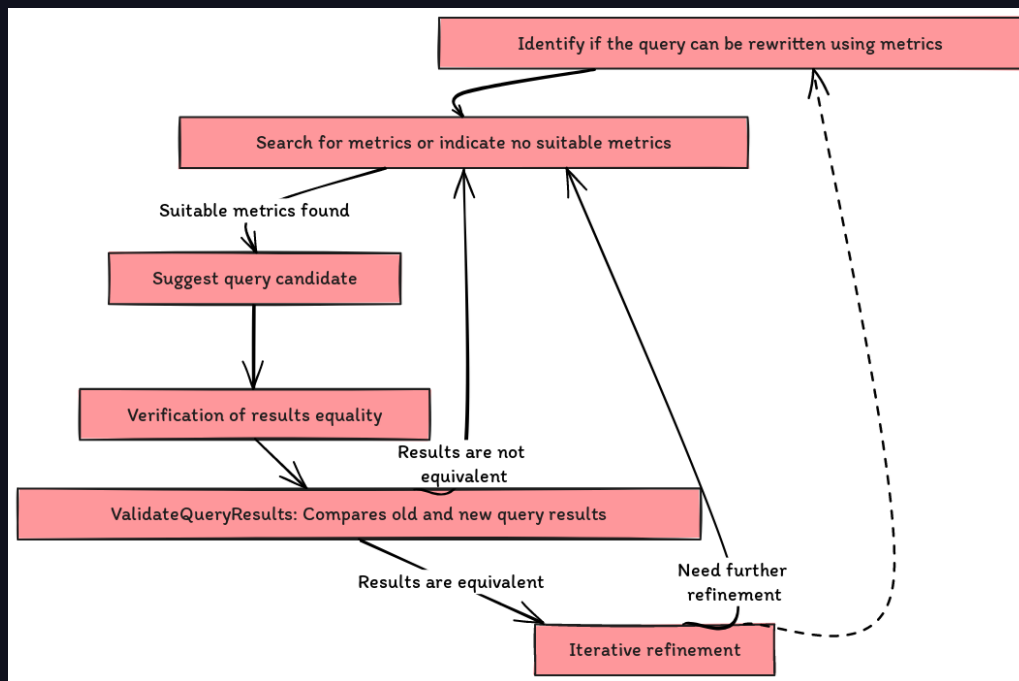 Identify if the query can be rewritten using metrics
Search for metrics or indicate no suitable metrics
Suitable metrics found
Suggest query candidate
Verification of results equality
Results are not
equivalent
ValidateQueryResults: Compares old and new query results
Results are equivalent
Need further
refinement
Iterative refinement